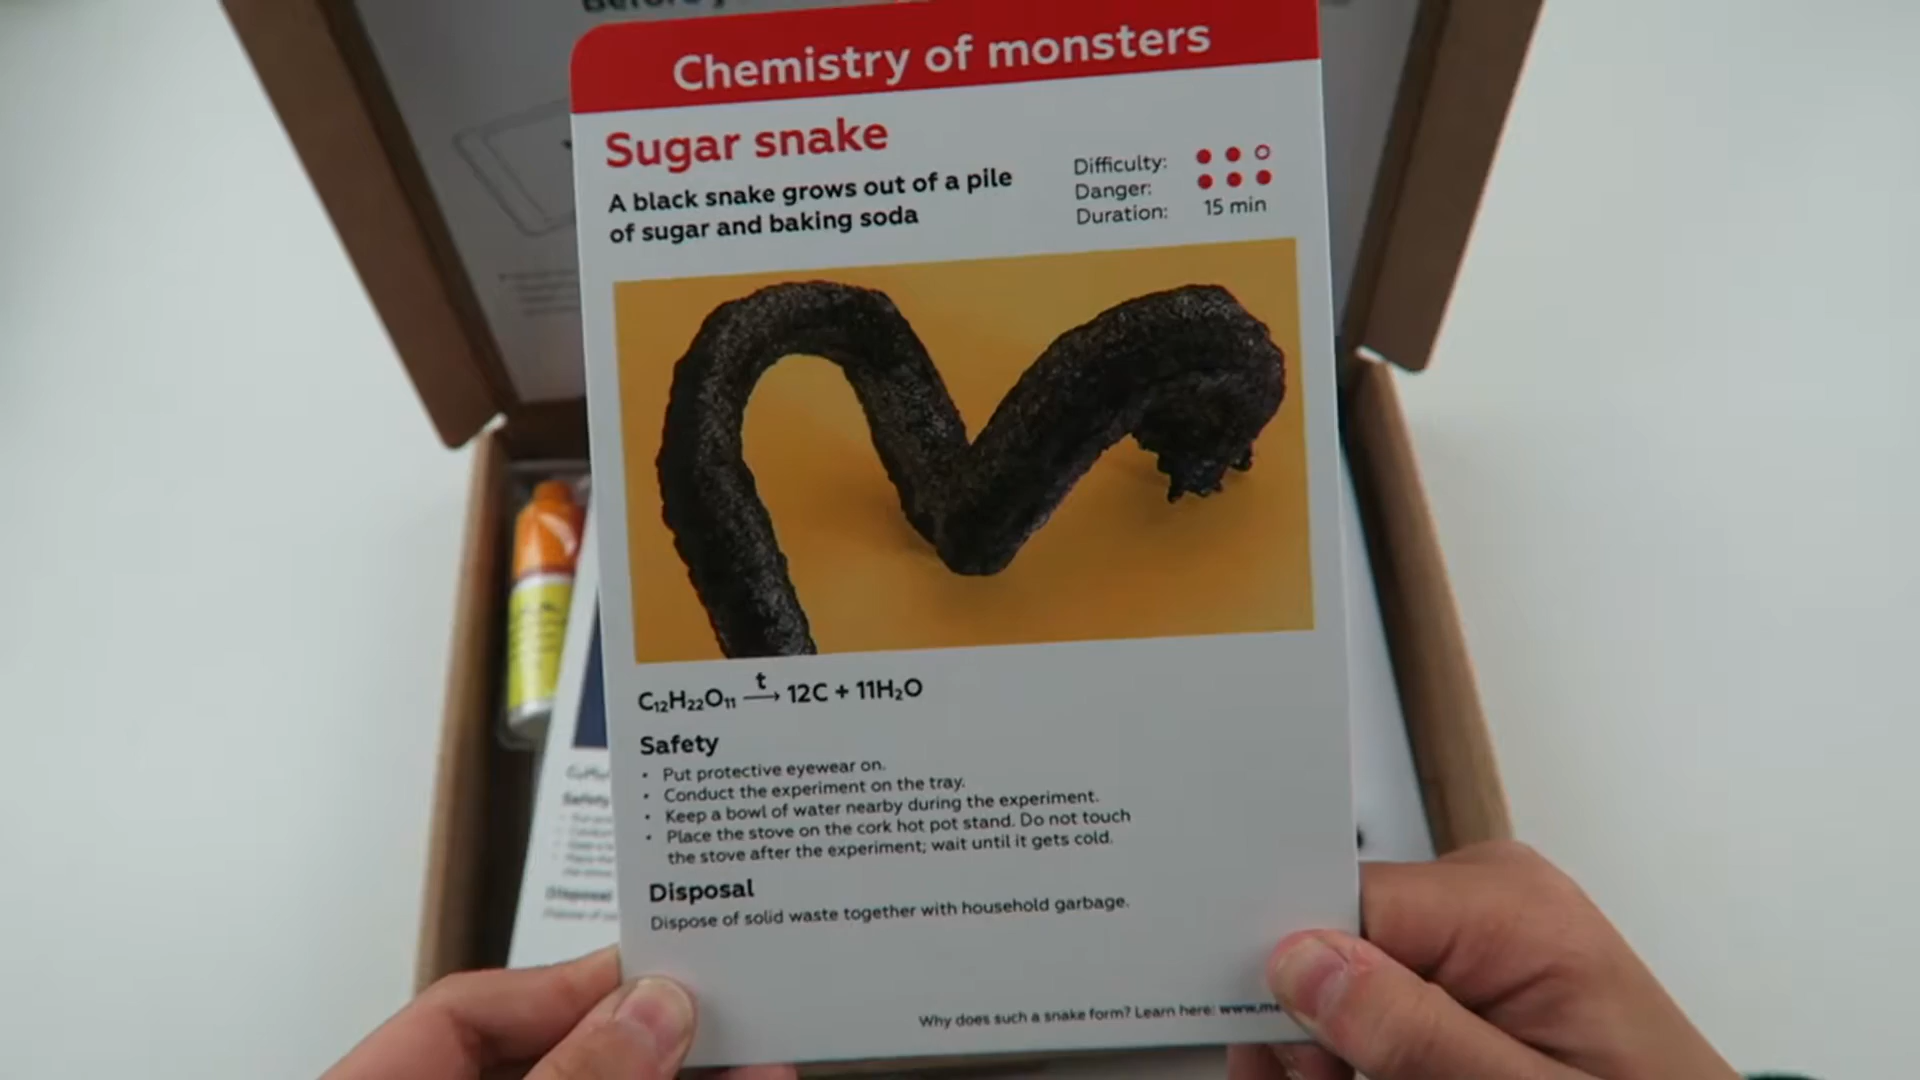 Chemistry of monsters
Sugar snake
A black snake grows out of a pile
of sugar and baking soda
Difficulty:
Danger:
Duration: 15 min
C₁₂H₂₂O₁₁ t→ 12C + 11H₂O
Safety
• Put protective eyewear on.
• Conduct the experiment on the tray.
• Keep a bowl of water nearby during the experiment.
• Place the stove on the cork hot pot stand. Do not touch
the stove after the experiment; wait until it gets cold.
Disposal
Dispose of solid waste together with household garbage.
Why does such a snake form? Learn here: www.me
Safety
Disposal